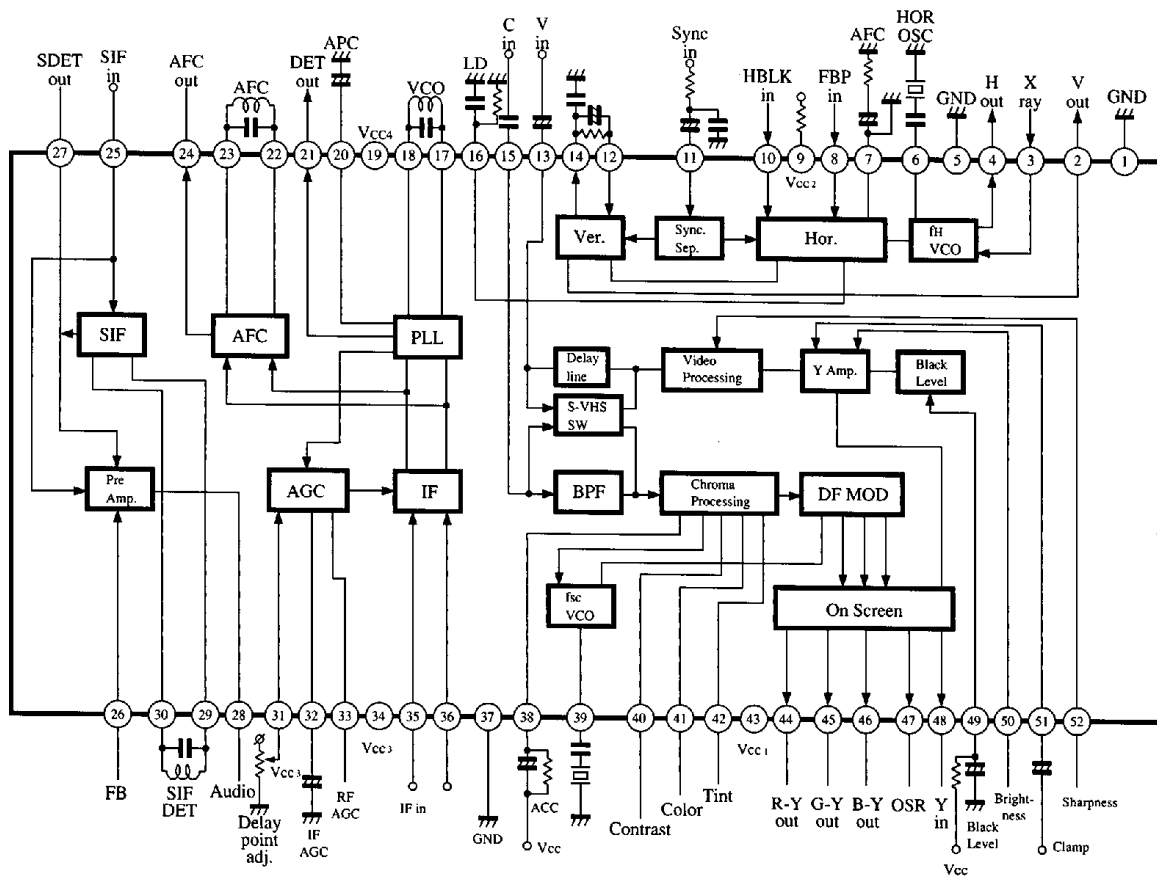 SDET
out
SIF
in
AFC
out
AFC
DET
out
APC
VCC4
VCO
LD
C
in
V
in
Sync
in
HBLK
in
VCC2
FBP
in
AFC
HOR
OSC
GND
H
out
X
ray
V
out
GND
27
25
24
23
22
21
20
19
18
17
16
15
13
14
12
11
10
9
8
7
6
5
4
3
2
1
Ver.
Sync.
Sep.
Hor.
fH
VCO
SIF
AFC
PLL
Delay
line
Video
Processing
Y Amp.
Black
Level
S-VHS
SW
Pre
Amp.
AGC
IF
BPF
Chroma
Processing
DF MOD
fsc
VCO
On Screen
26
30
29
28
31
32
33
34
35
36
37
38
39
40
41
42
43
44
45
46
47
48
49
50
51
52
FB
SIF
DET
Audio
VCC3
Delay
point
adj.
IF
AGC
RF
AGC
VCC3
IF in
GND
ACC
VCC
Contrast
Color
Tint
VCC1
R-Y
out
G-Y
out
B-Y
out
OSR
Y
in
VCC
Black
Level
Bright-
ness
Clamp
Sharpness